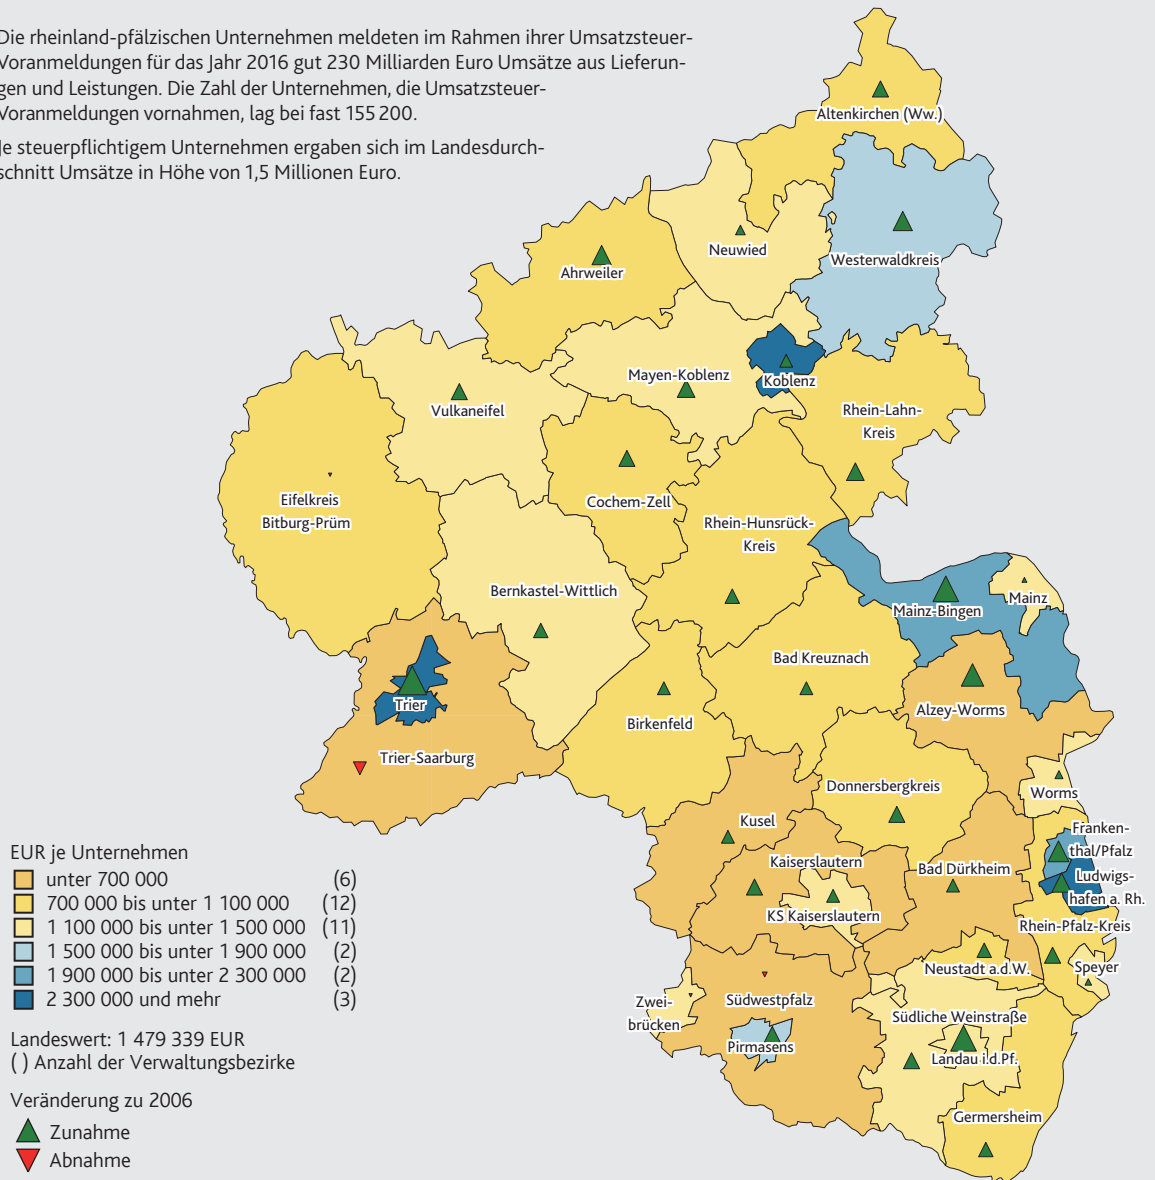 Die rheinland-pfälzischen Unternehmen meldeten im Rahmen ihrer Umsatzsteuer-
Voranmeldungen für das Jahr 2016 gut 230 Milliarden Euro Umsätze aus Lieferun-
gen und Leistungen. Die Zahl der Unternehmen, die Umsatzsteuer-
Voranmeldungen vornahmen, lag bei fast 155 200.
Je steuerpflichtigem Unternehmen ergaben sich im Landesdurch-
schnitt Umsätze in Höhe von 1,5 Millionen Euro.
Altenkirchen (Ww.)
Neuwied
Westerwaldkreis
Ahrweiler
Mayen-Koblenz
Koblenz
Vulkaneifel
Rhein-Lahn-
Kreis
Eifelkreis
Bitburg-Prüm
Cochem-Zell
Rhein-Hunsrück-
Kreis
Bernkastel-Wittlich
Mainz-Bingen
Mainz
Bad Kreuznach
Trier
Birkenfeld
Alzey-Worms
Trier-Saarburg
Donnersbergkreis
Worms
Kusel
Franken-
thal/Pfalz
Kaiserslautern
Bad Dürkheim
Ludwigs-
hafen a. Rh.
KS Kaiserslautern
Rhein-Pfalz-Kreis
Neustadt a.d.W.
Speyer
Zwei-
brücken
Südwestpfalz
Südliche Weinstraße
Pirmasens
Landau i.d.Pf.
Germersheim
EUR je Unternehmen
unter 700 000 (6)
700 000 bis unter 1 100 000 (12)
1 100 000 bis unter 1 500 000 (11)
1 500 000 bis unter 1 900 000 (2)
1 900 000 bis unter 2 300 000 (2)
2 300 000 und mehr (3)
Landeswert: 1 479 339 EUR
( ) Anzahl der Verwaltungsbezirke
Veränderung zu 2006
Zunahme
Abnahme